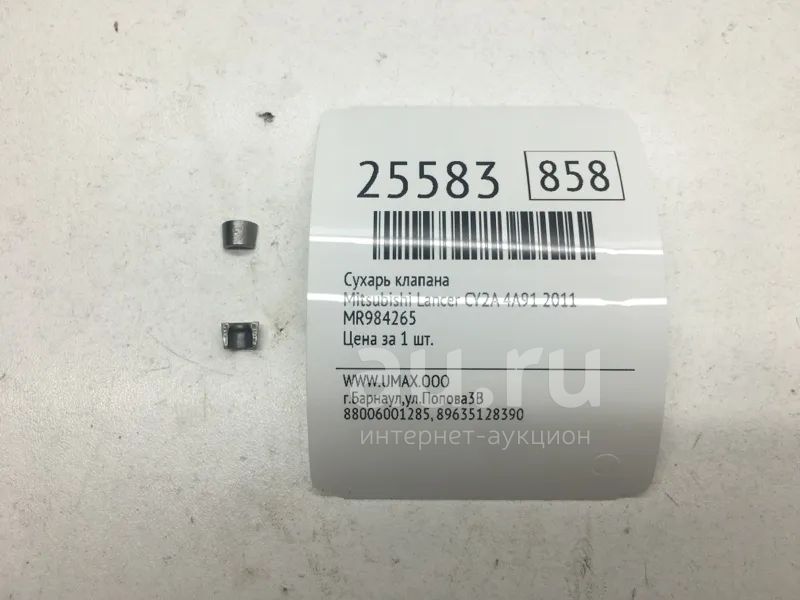 25583 858
Сухарь клапана
Mitsubishi Lancer CY2A 4A91 2011
MR984265
Цена за 1 шт.
au.ru
WWW.UMAX.OOO
г.Барнаул,ул.Попова3В
88006001285, 89635128390
интернет-аукцион